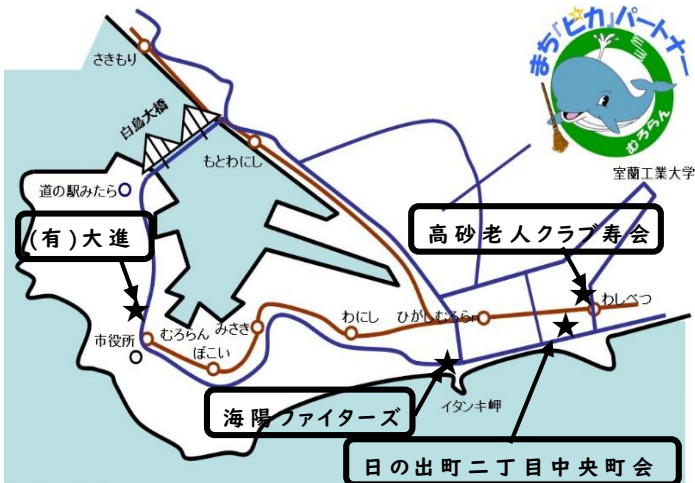 まち『ピカ』パートナー
むろらん
さきもり
白鳥大橋
もとわにし
道の駅みたら
室蘭工業大学
(有)大進
高砂老人クラブ寿会
わしべつ
ひがしむろらr
わにし
みさき
むろらん
ぼこい
市役所
海陽ファイターズ
イタンキ岬
日の出町二丁目中央町会